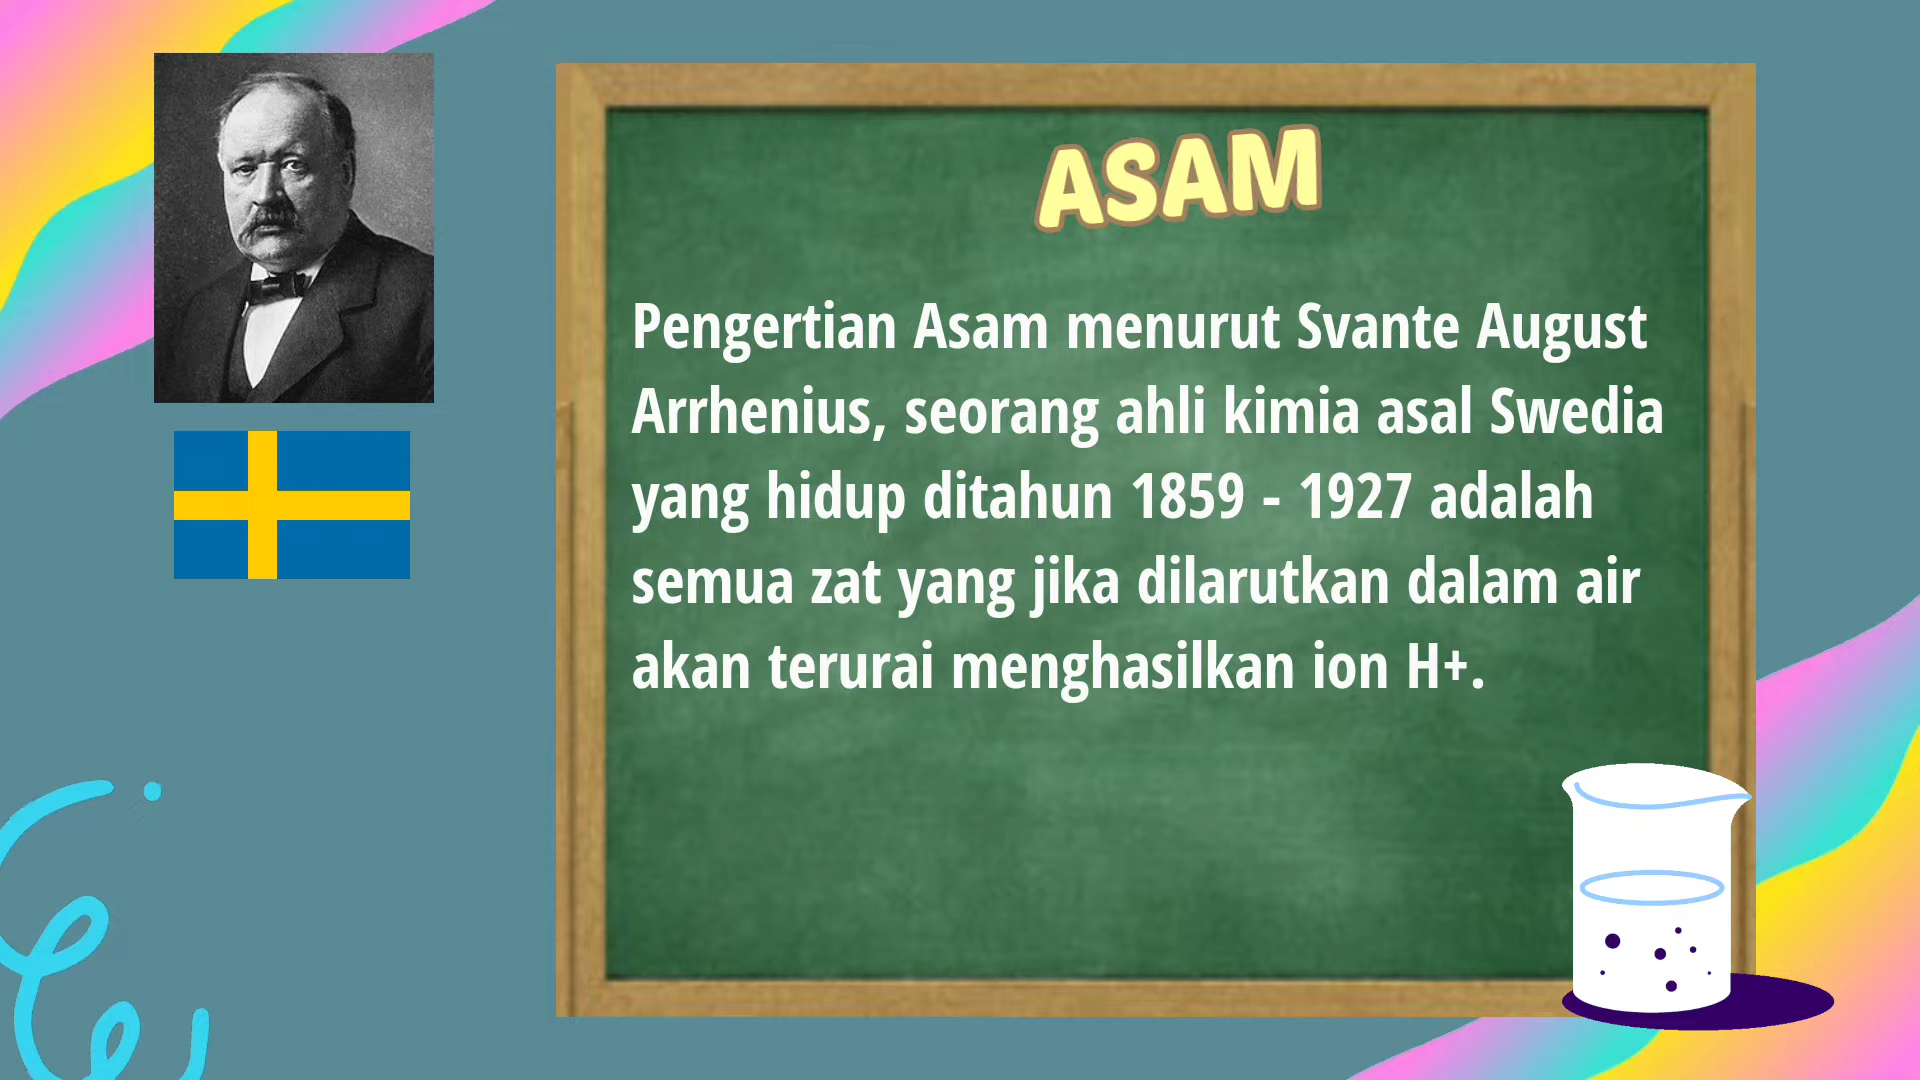 ASAM
Pengertian Asam menurut Svante August
Arrhenius, seorang ahli kimia asal Swedia
yang hidup ditahun 1859 - 1927 adalah
semua zat yang jika dilarutkan dalam air
akan terurai menghasilkan ion H+.